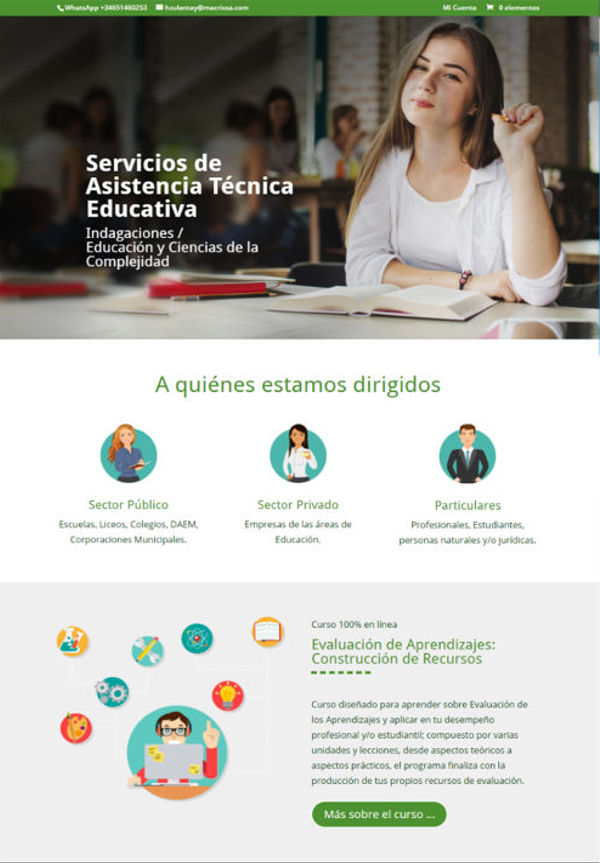 WhatsApp +34651460253 hzulantay@macrissa.com Mi Cuenta 0 elementos
Servicios de
Asistencia Técnica
Educativa
Indagaciones /
Educación y Ciencias de la
Complejidad
A quiénes estamos dirigidos
Sector Público
Escuelas, Liceos, Colegios, DAEM,
Corporaciones Municipales.
Sector Privado
Empresas de las áreas de
Educación.
Particulares
Profesionales, Estudiantes,
personas naturales y/o jurídicas.
Curso 100% en línea
Evaluación de Aprendizajes:
Construcción de Recursos
Curso diseñado para aprender sobre Evaluación de
los Aprendizajes y aplicar en tu desempeño
profesional y/o estudiantil; compuesto por varias
unidades y lecciones, desde aspectos teóricos a
aspectos prácticos, el programa finaliza con la
producción de tus propios recursos de evaluación.
Más sobre el curso ...